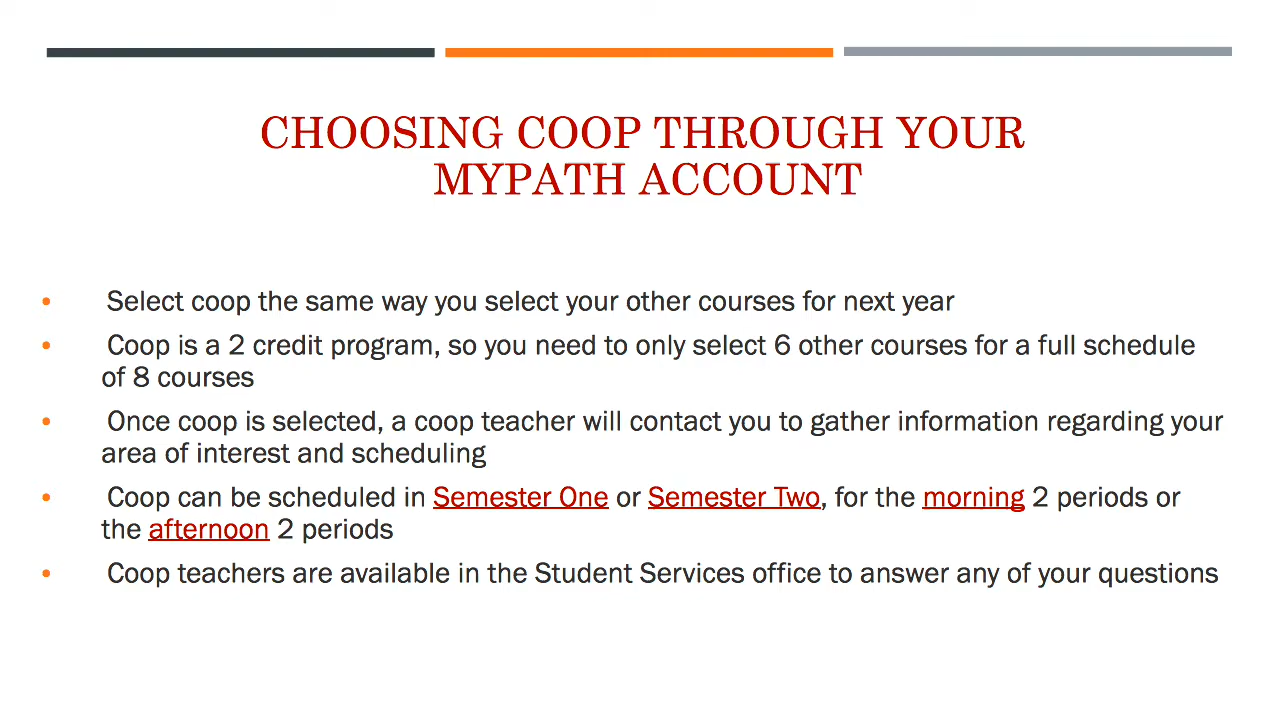 CHOOSING COOP THROUGH YOUR
MYPATH ACCOUNT
• Select coop the same way you select your other courses for next year
• Coop is a 2 credit program, so you need to only select 6 other courses for a full schedule
of 8 courses
• Once coop is selected, a coop teacher will contact you to gather information regarding your
area of interest and scheduling
• Coop can be scheduled in Semester One or Semester Two, for the morning 2 periods or
the afternoon 2 periods
• Coop teachers are available in the Student Services office to answer any of your questions